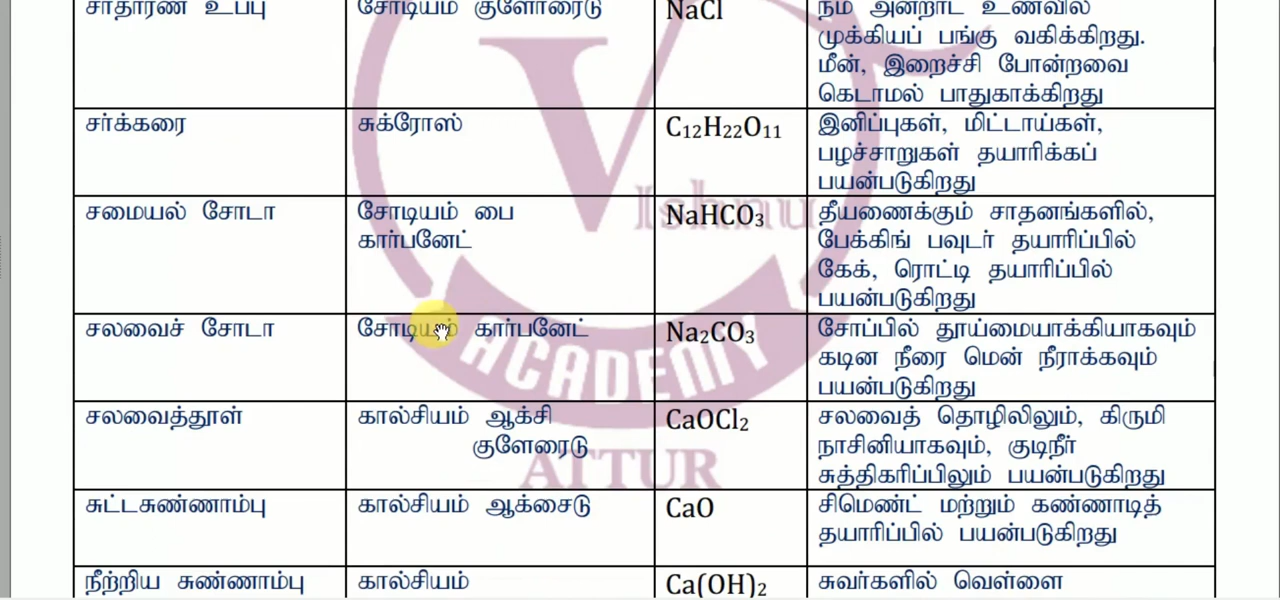 சாதாரண உப்பு
சோடியம் குளோரைடு
NaCl
நம் அன்றாட உணவில்
முக்கியப் பங்கு வகிக்கிறது.
மீன், இறைச்சி போன்றவை
கெடாமல் பாதுகாக்கிறது
சர்க்கரை
சுக்ரோஸ்
C₁₂H₂₂O₁₁
இனிப்புகள், மிட்டாய்கள்,
பழச்சாறுகள் தயாரிக்கப்
பயன்படுகிறது
சமையல் சோடா
சோடியம் பை
கார்பனேட்
NaHCO₃
தீயணைக்கும் சாதனங்களில்,
பேக்கிங் பவுடர் தயாரிப்பில்
கேக், ரொட்டி தயாரிப்பில்
பயன்படுகிறது
சலவைச் சோடா
சோடியம் கார்பனேட்
Na₂CO₃
சோப்பில் தூய்மையாக்கியாகவும்
கடின நீரை மென் நீராக்கவும்
பயன்படுகிறது
சலவைத்தூள்
கால்சியம் ஆக்சி
குளேரைடு
CaOCl₂
சலவைத் தொழிலிலும், கிருமி
நாசினியாகவும், குடிநீர்
சுத்திகரிப்பிலும் பயன்படுகிறது
சுட்டசுண்ணாம்பு
கால்சியம் ஆக்சைடு
CaO
சிமெண்ட் மற்றும் கண்ணாடித்
தயாரிப்பில் பயன்படுகிறது
நீற்றிய சுண்ணாம்பு
கால்சியம்
Ca(OH)₂
சுவர்களில் வெள்ளை
Vishnu
ACADEMY
ATTUR